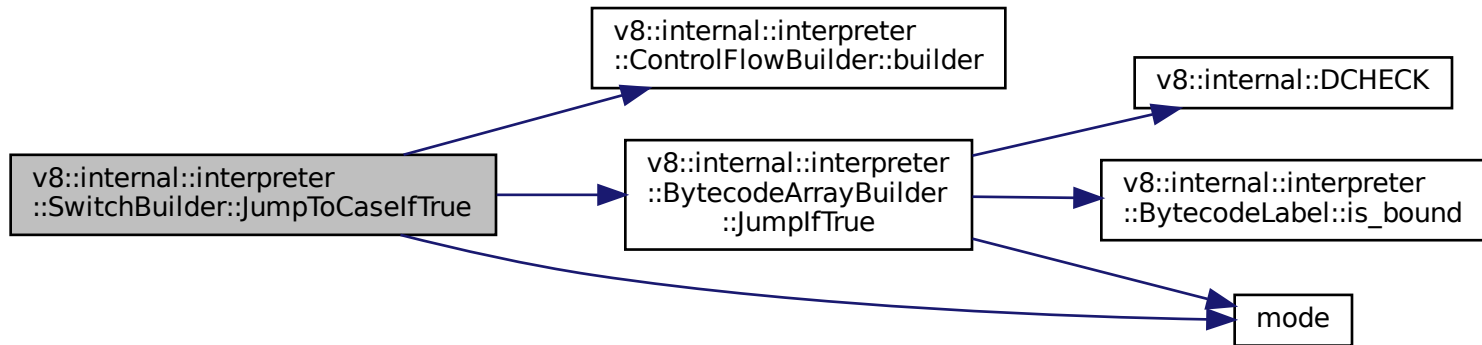 v8::internal::interpreter
::SwitchBuilder::JumpToCaseIfTrue
v8::internal::interpreter
::ControlFlowBuilder::builder
v8::internal::interpreter
::BytecodeArrayBuilder
::JumpIfTrue
v8::internal::DCHECK
v8::internal::interpreter
::BytecodeLabel::is_bound
mode